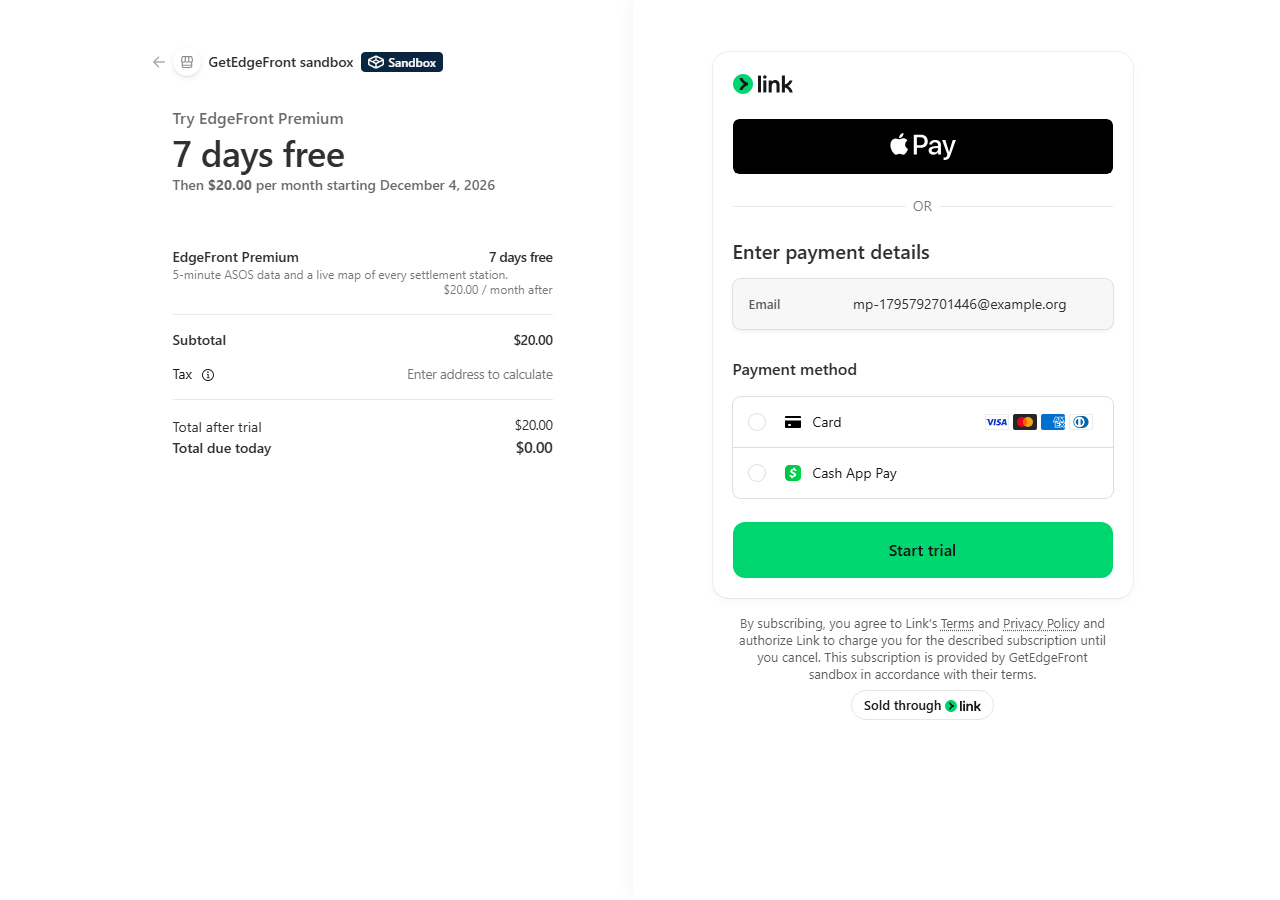 GetEdgeFront sandbox Sandbox
Try EdgeFront Premium
7 days free
Then $20.00 per month starting December 4, 2026
EdgeFront Premium 7 days free
5-minute ASOS data and a live map of every settlement station.
$20.00 / month after
Subtotal $20.00
Tax Enter address to calculate
Total after trial $20.00
Total due today $0.00
link
Pay
OR
Enter payment details
Email mp-1795792701446@example.org
Payment method
Card VISA AMEX
Cash App Pay
Start trial
By subscribing, you agree to Link's Terms and Privacy Policy and
authorize Link to charge you for the described subscription until
you cancel. This subscription is provided by GetEdgeFront
sandbox in accordance with their terms.
Sold through link